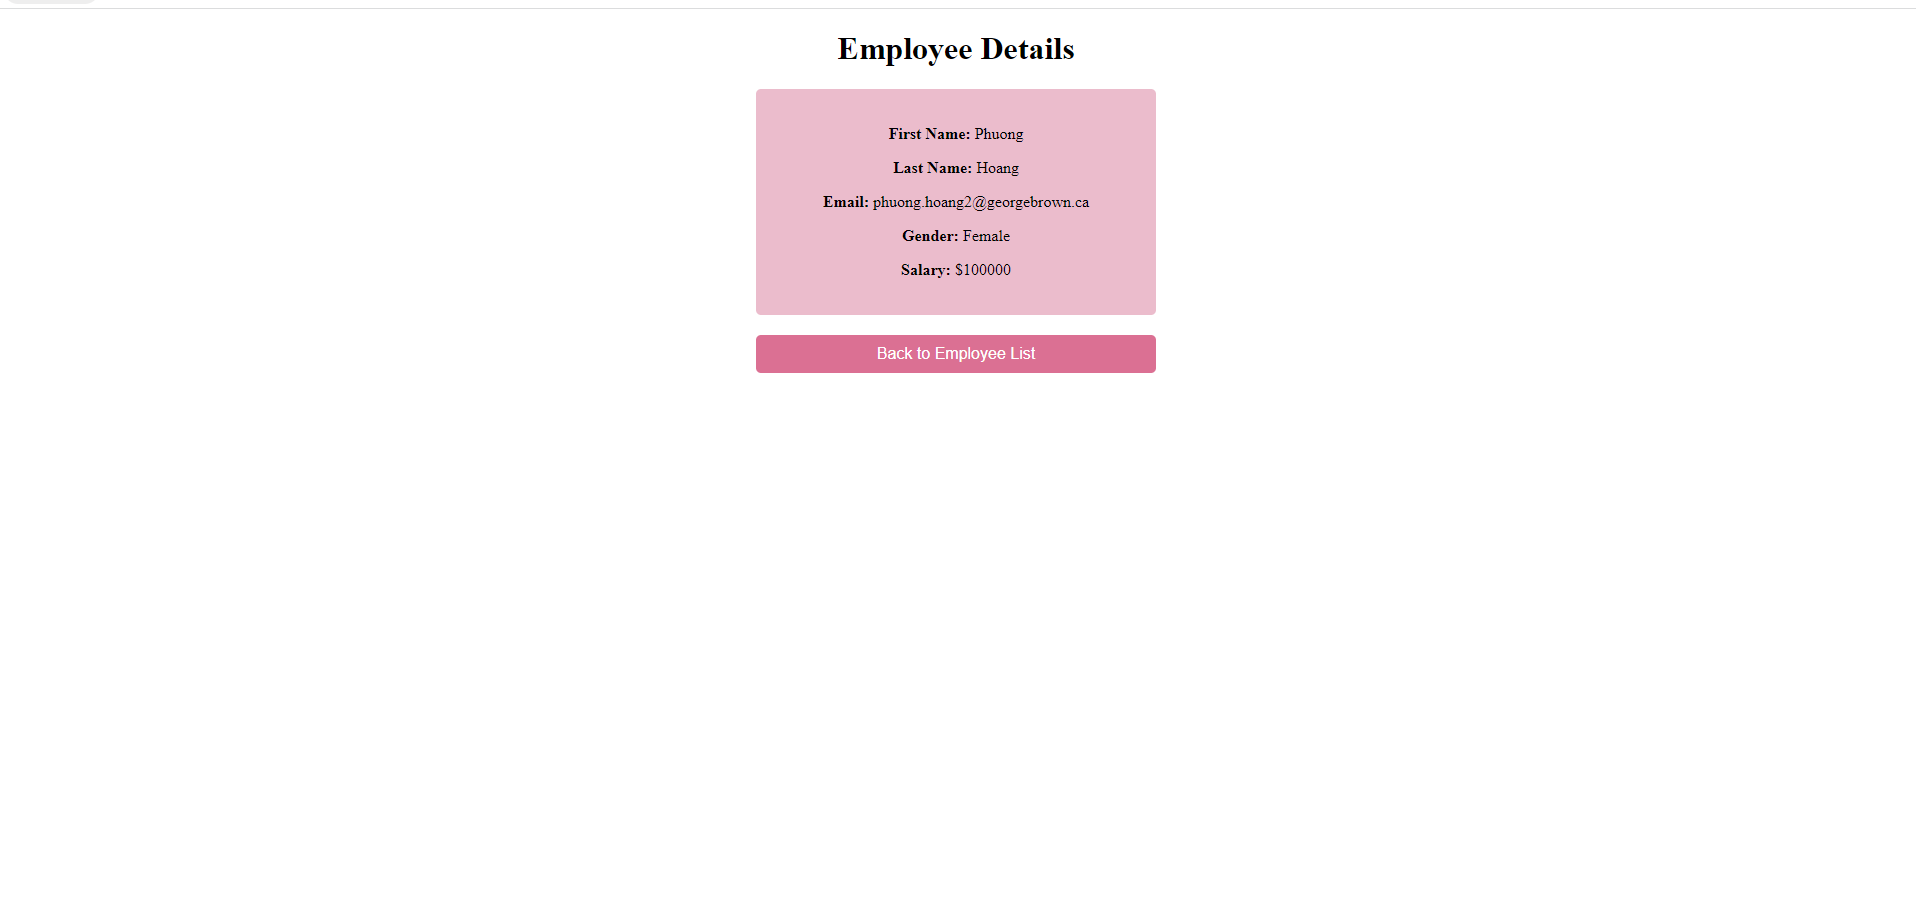 Employee Details
First Name: Phuong
Last Name: Hoang
Email: phuong.hoang2@georgebrown.ca
Gender: Female
Salary: $100000
Back to Employee List